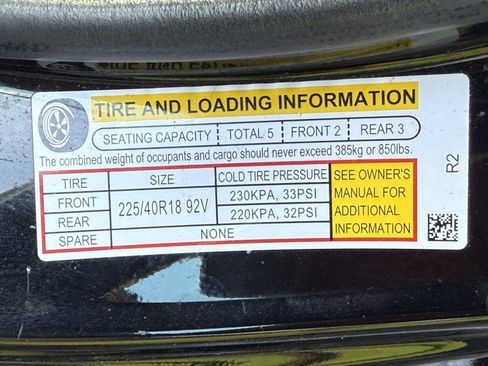 TIRE AND LOADING INFORMATION
SEATING CAPACITY TOTAL 5 FRONT 2 REAR 3
The combined weight of occupants and cargo should never exceed 385kg or 850lbs.
TIRE SIZE COLD TIRE PRESSURE
FRONT 225/40R18 92V 230KPA, 33PSI
REAR 220KPA, 32PSI
SPARE NONE
SEE OWNER'S
MANUAL FOR
ADDITIONAL
INFORMATION
R2